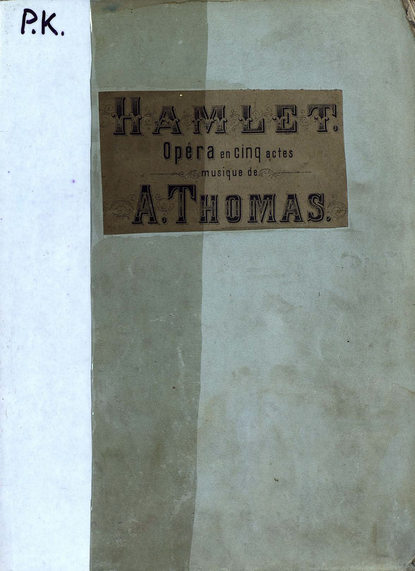 P.K.
HAMLET.
Opéra en cinq actes
musique de
A. THOMAS.